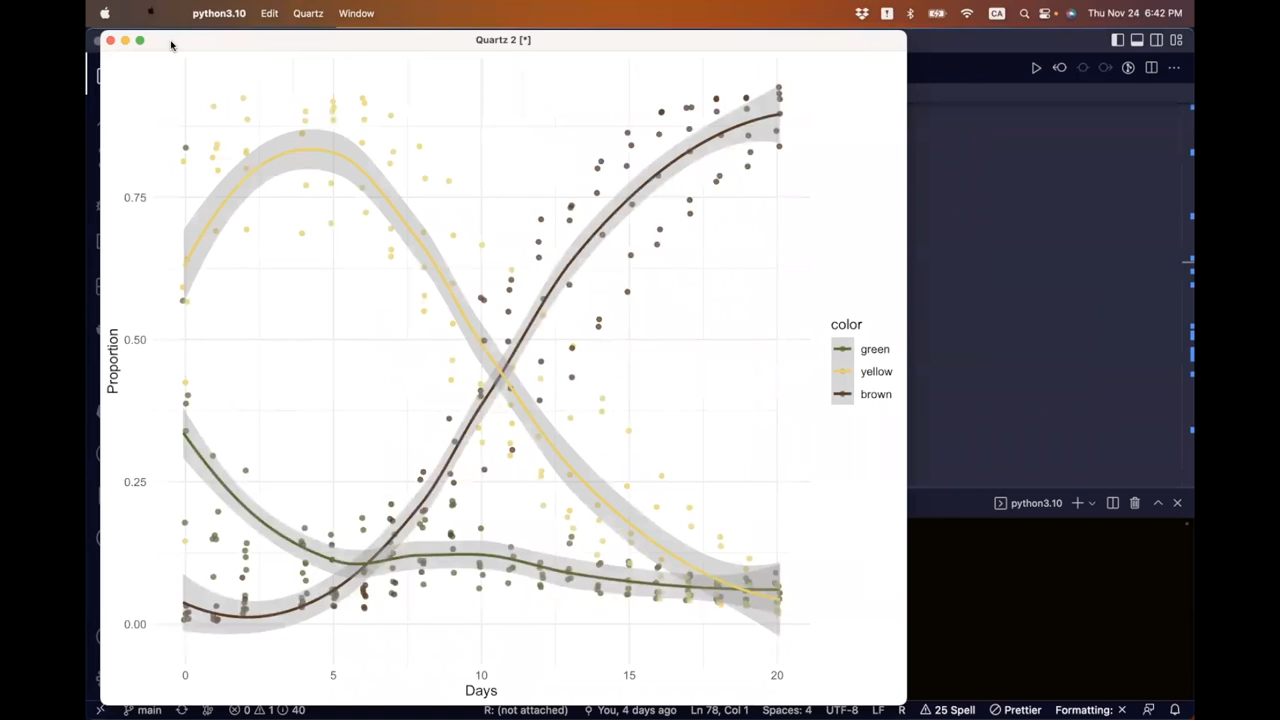 python3.10 Edit Quartz Window
CA
Thu Nov 24 6:42 PM
Quartz 2 [*]
0.75
0.50
0.25
0.00
Proportion
0 5 10 15 20
Days
color
green
yellow
brown
python3.10
main
0 1 40
R: (not attached)
You, 4 days ago
Ln 78, Col 1
Spaces: 4
UTF-8
LF
R
25 Spell
Prettier
Formatting: ×